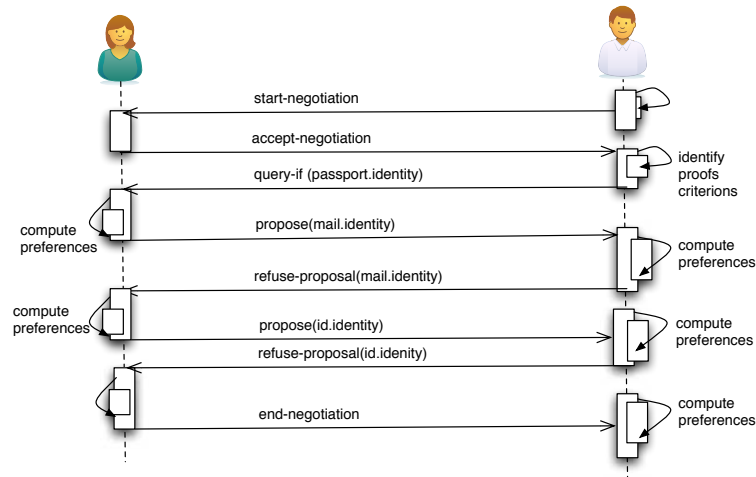 start-negotiation
accept-negotiation
identify
proofs
criterions
query-if (passport.identity)
compute
preferences
propose(mail.identity)
compute
preferences
refuse-proposal(mail.identity)
compute
preferences
propose(id.identity)
compute
preferences
refuse-proposal(id.idenity)
end-negotiation
compute
preferences